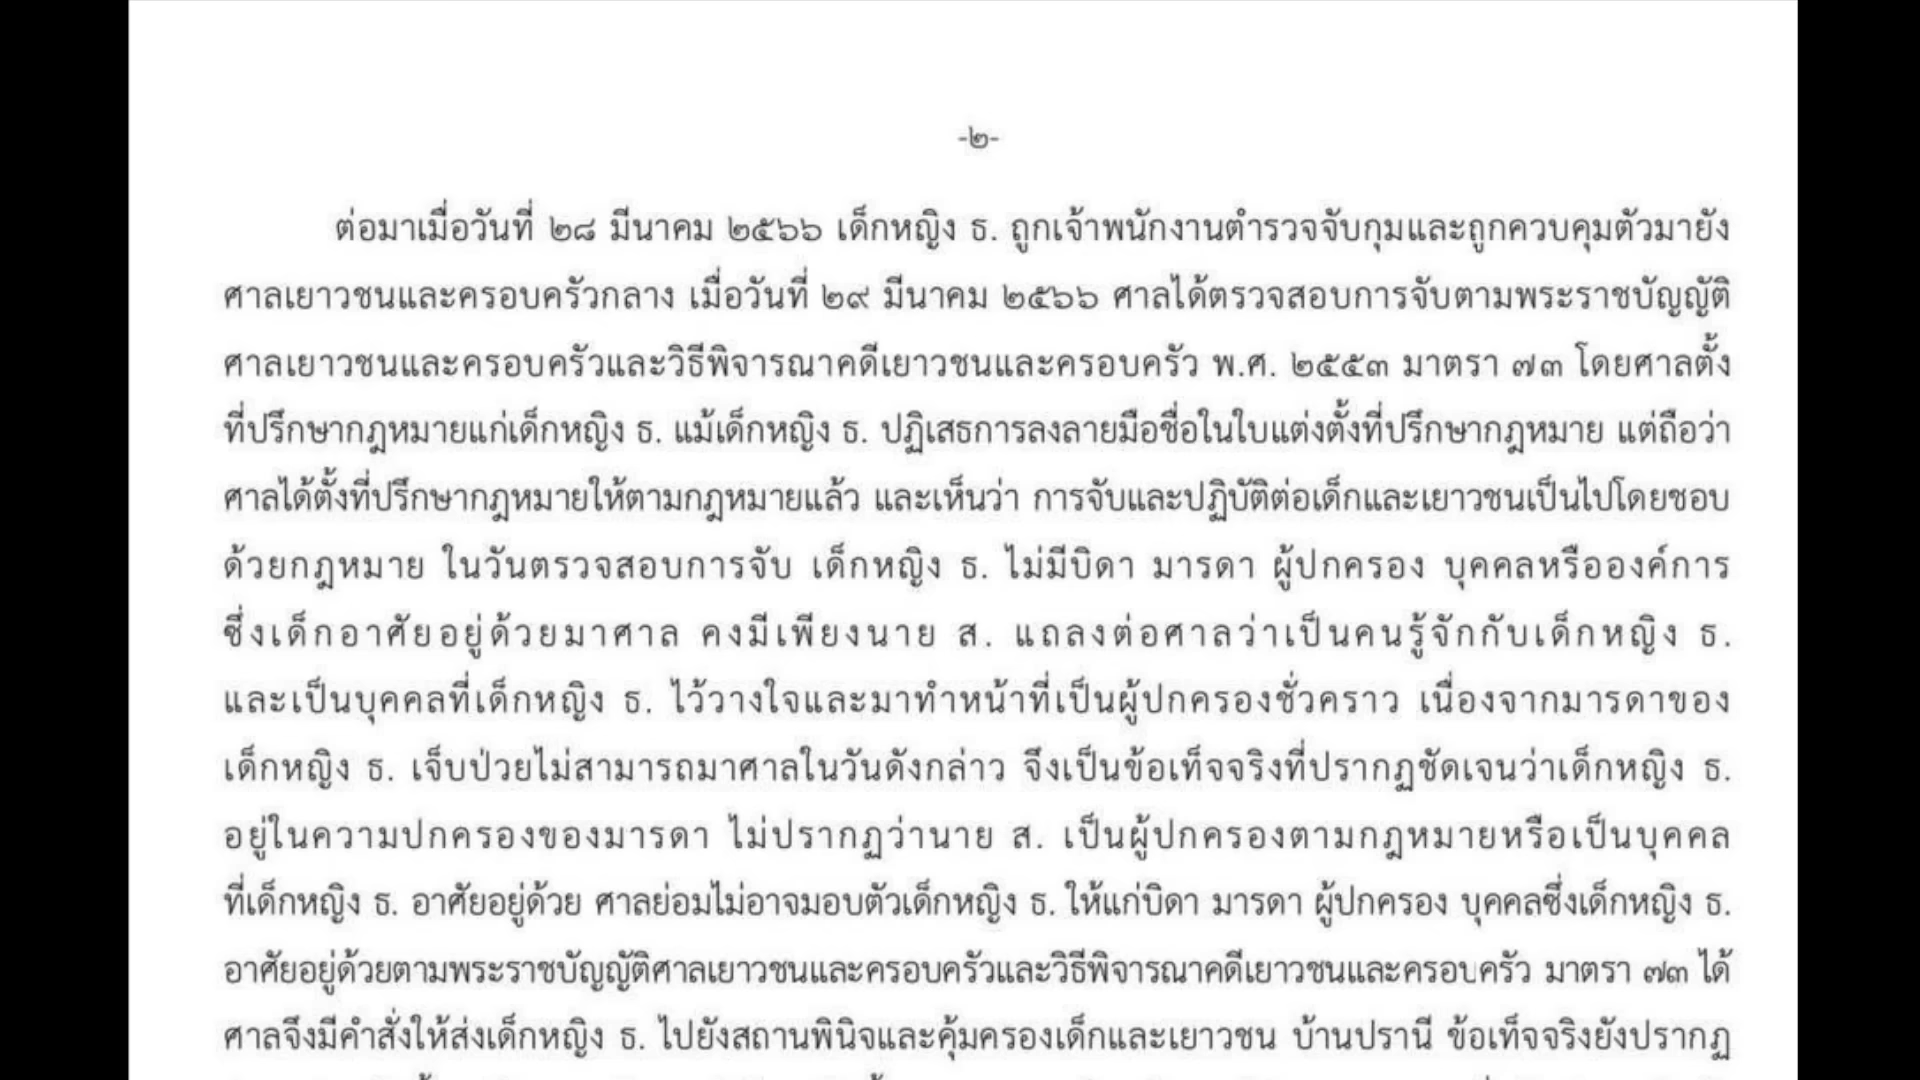 -๒-
ต่อมาเมื่อวันที่ ๒๘ มีนาคม ๒๕๖๖ เด็กหญิง ธ. ถูกเจ้าพนักงานตำรวจจับกุมและถูกควบคุมตัวมายัง
ศาลเยาวชนและครอบครัวกลาง เมื่อวันที่ ๒๙ มีนาคม ๒๕๖๖ ศาลได้ตรวจสอบการจับตามพระราชบัญญัติ
ศาลเยาวชนและครอบครัวและวิธีพิจารณาคดีเยาวชนและครอบครัว พ.ศ. ๒๕๕๓ มาตรา ๗๓ โดยศาลตั้ง
ที่ปรึกษากฎหมายแก่เด็กหญิง ธ. แม้เด็กหญิง ธ. ปฏิเสธการลงลายมือชื่อในใบแต่งตั้งที่ปรึกษากฎหมาย แต่ถือว่า
ศาลได้ตั้งที่ปรึกษากฎหมายให้ตามกฎหมายแล้ว และเห็นว่า การจับและปฏิบัติต่อเด็กและเยาวชนเป็นไปโดยชอบ
ด้วยกฎหมาย ในวันตรวจสอบการจับ เด็กหญิง ธ. ไม่มีบิดา มารดา ผู้ปกครอง บุคคลหรือองค์การ
ซึ่งเด็กอาศัยอยู่ด้วยมาศาล คงมีเพียงนาย ส. แถลงต่อศาลว่าเป็นคนรู้จักกับเด็กหญิง ธ.
และเป็นบุคคลที่เด็กหญิง ธ. ไว้วางใจและมาทำหน้าที่เป็นผู้ปกครองชั่วคราว เนื่องจากมารดาของ
เด็กหญิง ธ. เจ็บป่วยไม่สามารถมาศาลในวันดังกล่าว จึงเป็นข้อเท็จจริงที่ปรากฏชัดเจนว่าเด็กหญิง ธ.
อยู่ในความปกครองของมารดา ไม่ปรากฏว่านาย ส. เป็นผู้ปกครองตามกฎหมายหรือเป็นบุคคล
ที่เด็กหญิง ธ. อาศัยอยู่ด้วย ศาลย่อมไม่อาจมอบตัวเด็กหญิง ธ. ให้แก่บิดา มารดา ผู้ปกครอง บุคคลซึ่งเด็กหญิง ธ.
อาศัยอยู่ด้วยตามพระราชบัญญัติศาลเยาวชนและครอบครัวและวิธีพิจารณาคดีเยาวชนและครอบครัว มาตรา ๗๓ ได้
ศาลจึงมีคำสั่งให้ส่งเด็กหญิง ธ. ไปยังสถานพินิจและคุ้มครองเด็กและเยาวชน บ้านปรานี ข้อเท็จจริงยังปรากฏ